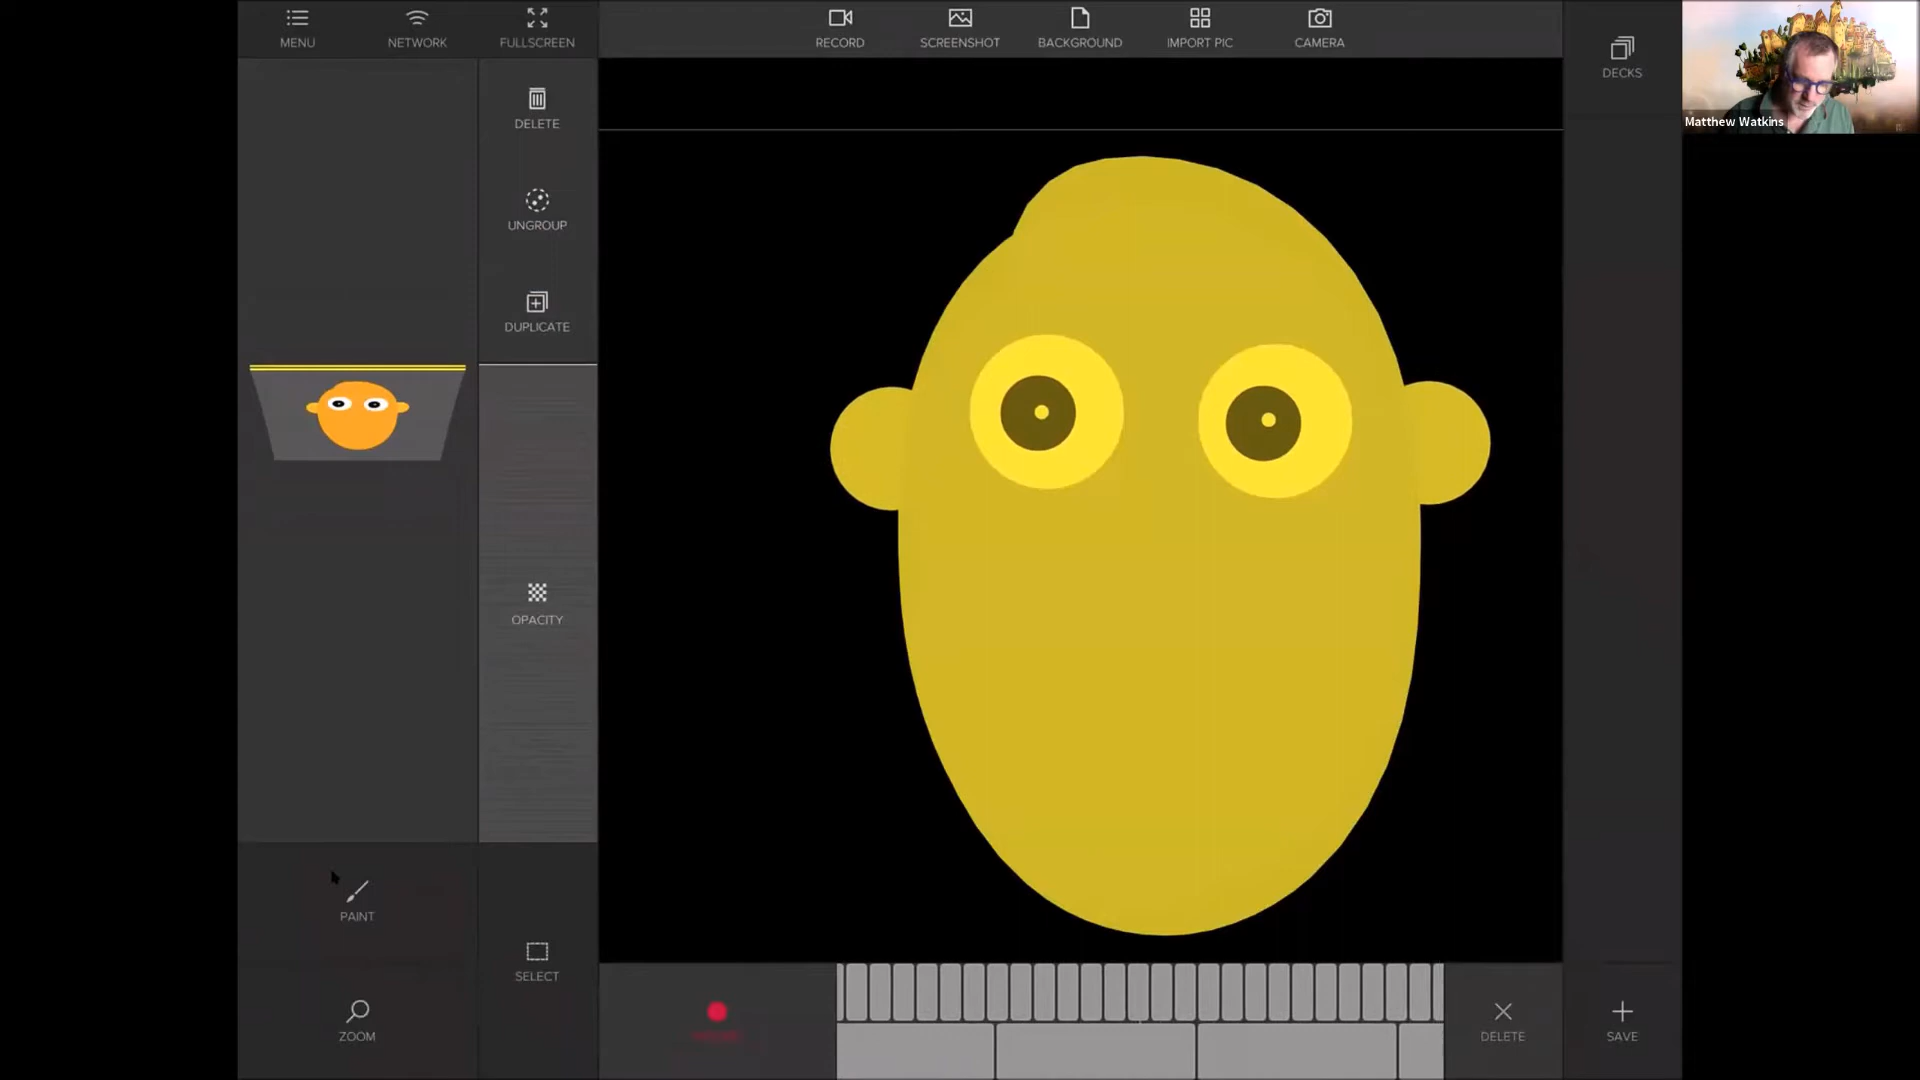 MENU
NETWORK
FULLSCREEN
RECORD
SCREENSHOT
BACKGROUND
IMPORT PIC
CAMERA
DECKS
Matthew Watkins
DELETE
UNGROUP
DUPLICATE
OPACITY
PAINT
SELECT
ZOOM
DELETE
SAVE